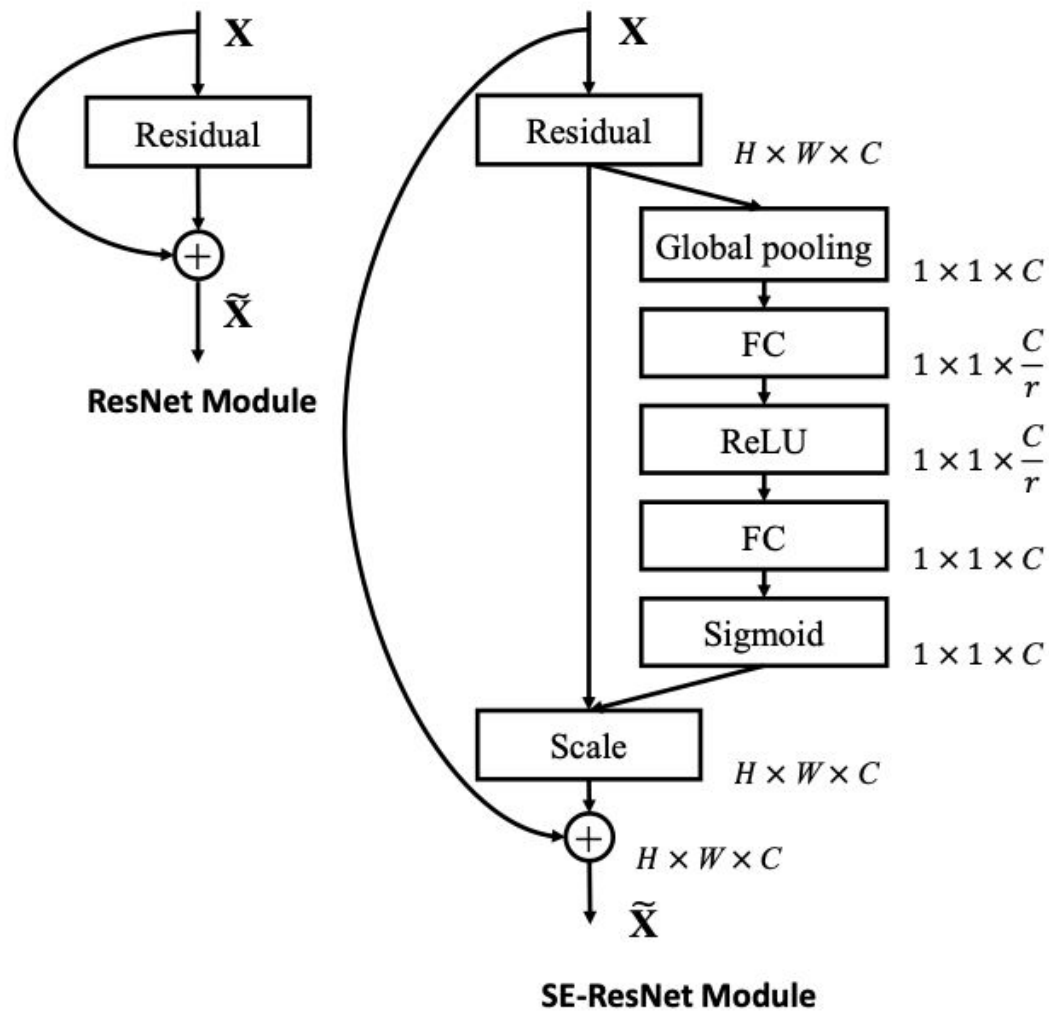 X
Residual
+
X̃
ResNet Module
X
Residual
H × W × C
Global pooling
1 × 1 × C
FC
1 × 1 × C/r
ReLU
1 × 1 × C/r
FC
1 × 1 × C
Sigmoid
1 × 1 × C
Scale
H × W × C
+
H × W × C
X̃
SE-ResNet Module